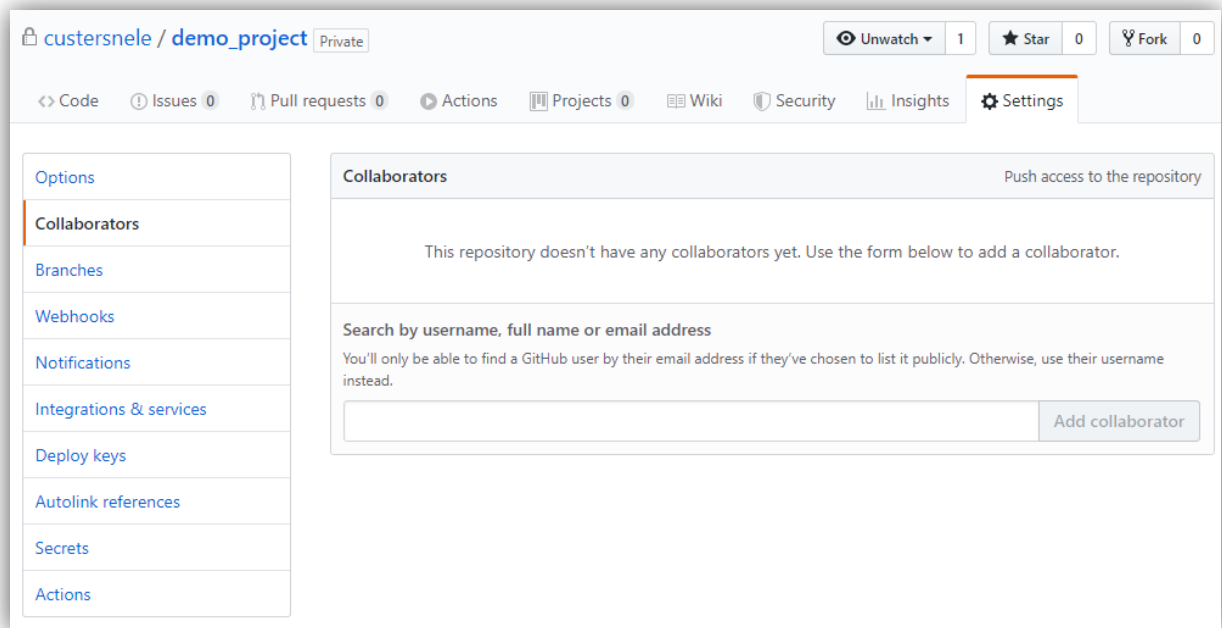 custersnele / demo_project Private Unwatch 1 Star 0 Fork 0
Code Issues 0 Pull requests 0 Actions Projects 0 Wiki Security Insights Settings
Options
Collaborators
Branches
Webhooks
Notifications
Integrations & services
Deploy keys
Autolink references
Secrets
Actions
Collaborators Push access to the repository
This repository doesn't have any collaborators yet. Use the form below to add a collaborator.
Search by username, full name or email address
You'll only be able to find a GitHub user by their email address if they've chosen to list it publicly. Otherwise, use their username
instead.
Add collaborator